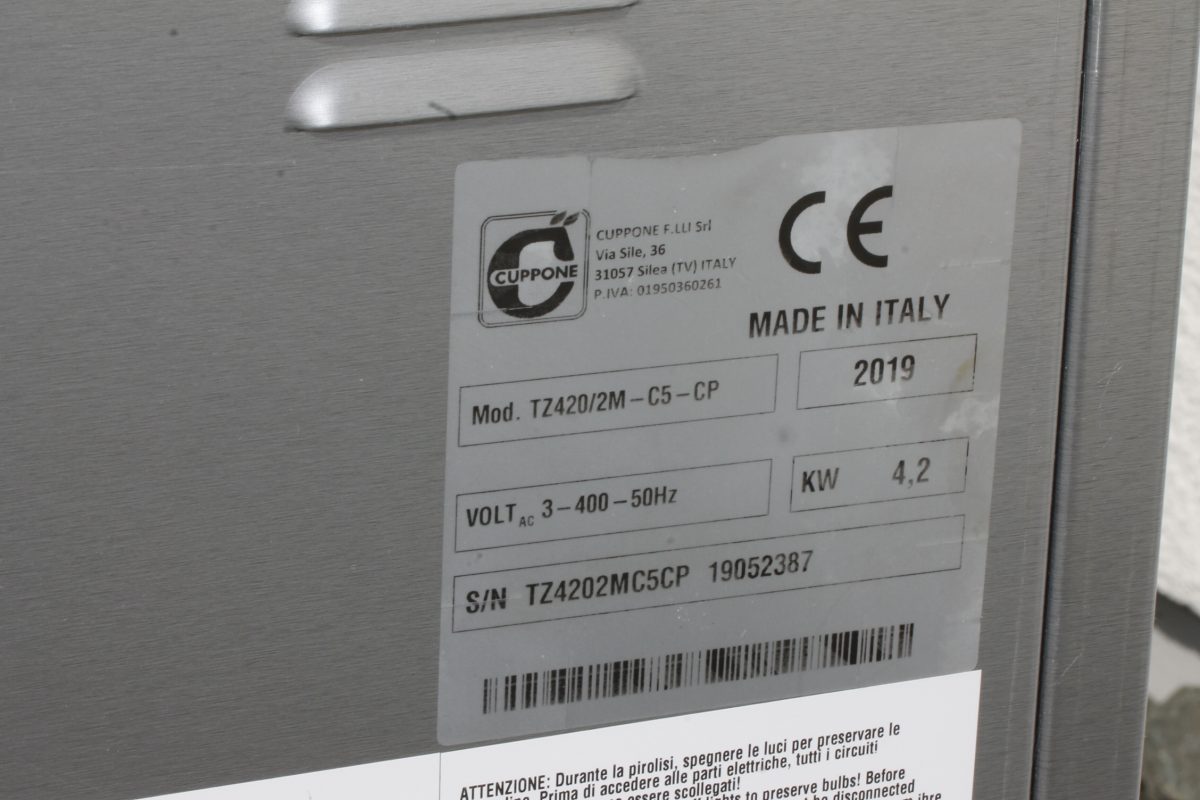 CUPPONE
CUPPONE F.LLI Srl
Via Sile, 36
31057 Silea (TV) ITALY
P.IVA: 01950360261
CE
MADE IN ITALY
Mod. TZ420/2M-C5-CP
2019
VOLT AC 3-400-50Hz
KW 4,2
S/N TZ4202MC5CP 19052387
ATTENZIONE: Durante la pirolisi, spegnere le luci per preservare le
Prima di accedere alle parti elettriche, tutti i circuiti
essere scollegati!
lights to preserve bulbs! Before
be disconnected